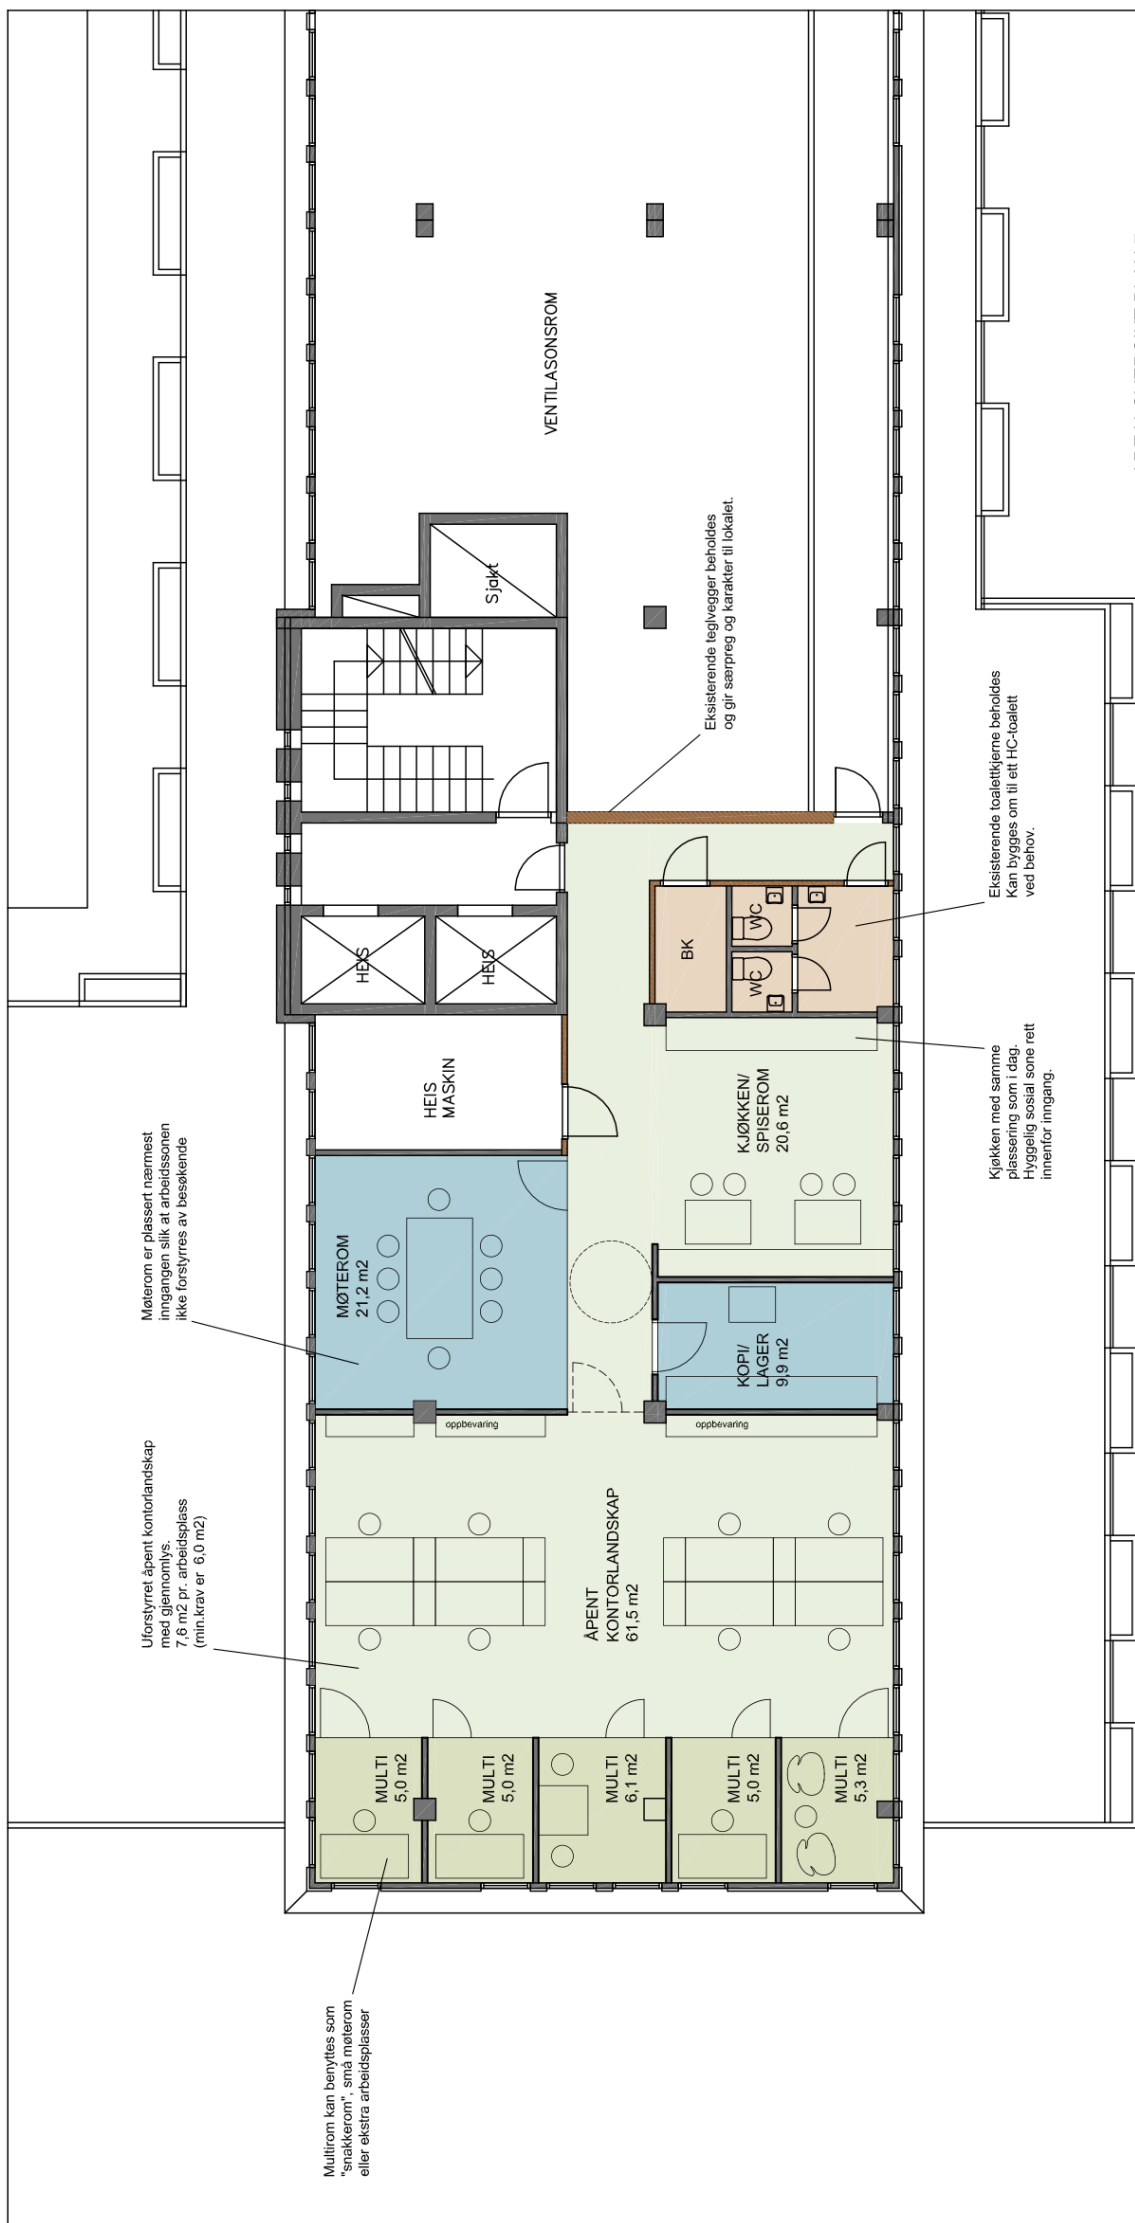 Multirom kan benyttes som
"snakkerom", små møterom
eller ekstra arbeidsplasser
Uforstyrret åpent kontorlandskap
med gjennomlys.
7,6 m2 pr. arbeidsplass
(min.krav er 6,0 m2)
Møterom er plassert nærmest
inngangen slik at arbeidssonen
ikke forstyrres av besøkende
MULTI
5,0 m2
MULTI
5,0 m2
MULTI
6,1 m2
MULTI
5,0 m2
MULTI
5,3 m2
ÅPENT
KONTORLANDSKAP
61,5 m2
oppbevaring
oppbevaring
MØTEROM
21,2 m2
KOPI/
LAGER
9,9 m2
HEIS
MASKIN
KJØKKEN/
SPISEROM
20,6 m2
HEIS
HEIS
BK
WC
WC
Sjakt
VENTILASONSROM
Eksisterende teglvegger beholdes
og gir særpreg og karakter til lokalet.
Kjøkken med samme
plassering som i dag.
Hyggelig sosial sone rett
innenfor inngang.
Eksisterende toalettkjerne beholdes
Kan bygges om til ett HC-toalett
ved behov.